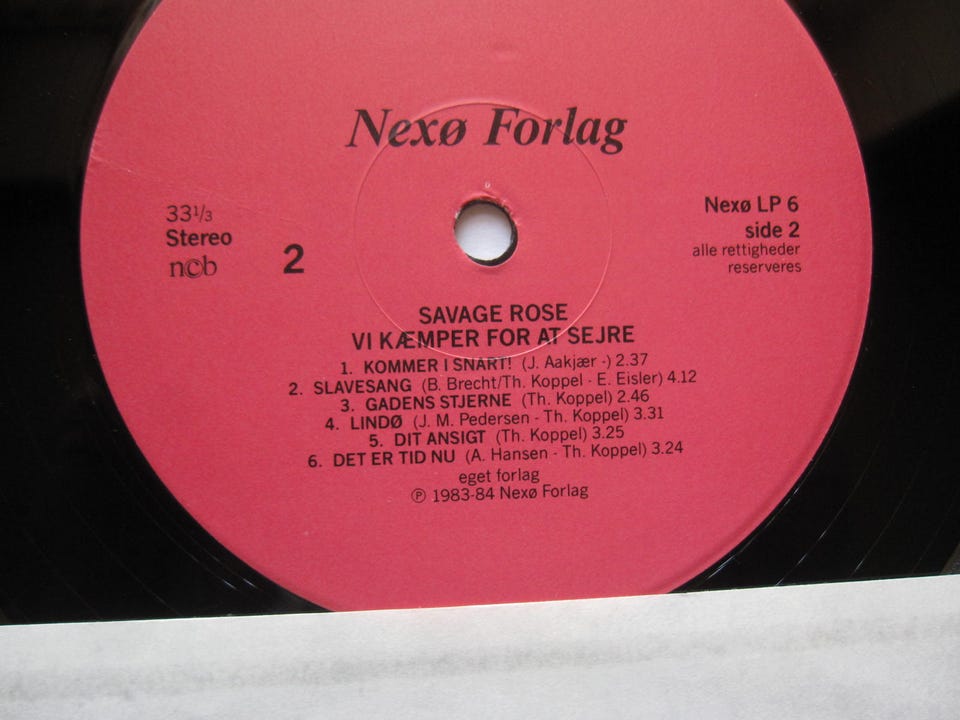 Nexø Forlag
33 1/3
Stereo
ncb
2
Nexø LP 6
side 2
alle rettigheder
reserveres
SAVAGE ROSE
VI KÆMPER FOR AT SEJRE
1. KOMMER I SNART! (J. Aakjær -) 2.37
2. SLAVESANG (B. Brecht/Th. Koppel - E. Eisler) 4.12
3. GADENS STJERNE (Th. Koppel) 2.46
4. LINDØ (J. M. Pedersen - Th. Koppel) 3.31
5. DIT ANSIGT (Th. Koppel) 3.25
6. DET ER TID NU (A. Hansen - Th. Koppel) 3.24
eget forlag
℗ 1983-84 Nexø Forlag